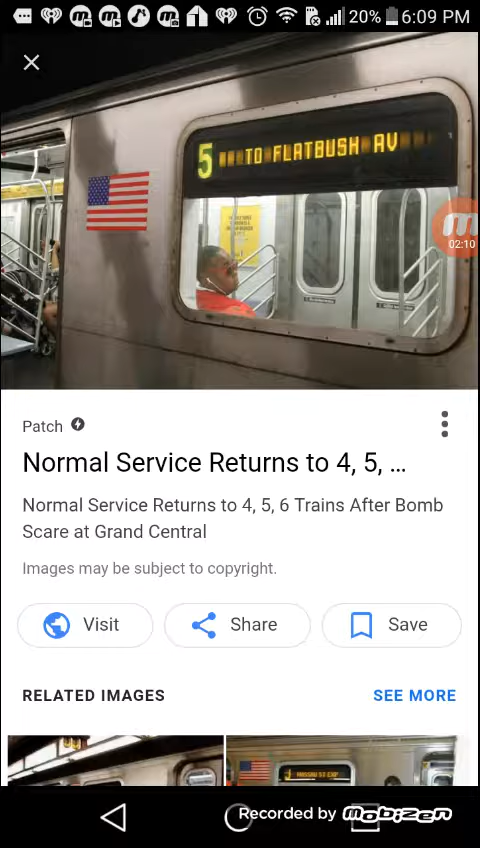 20% 6:09 PM
5 TO FLATBUSH AV
02:10
Patch
Normal Service Returns to 4, 5, ...
Normal Service Returns to 4, 5, 6 Trains After Bomb
Scare at Grand Central
Images may be subject to copyright.
Visit Share Save
RELATED IMAGES SEE MORE
Recorded by Mobizen